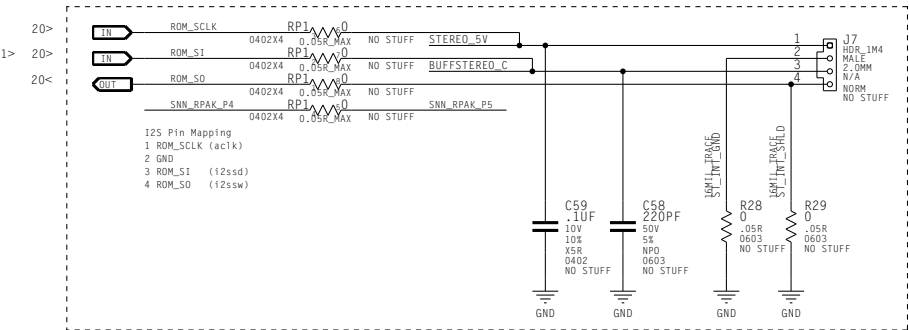 20> IN ROM_SCLK RP1 6 0
0402X4 0.05R_MAX NO STUFF STEREO_5V
1> 20> IN ROM_SI RP1 7 0
0402X4 0.05R_MAX NO STUFF BUFFSTEREO_C
20< OUT ROM_SO RP1 8 0
0402X4 0.05R_MAX NO STUFF
SNN_RPAK_P4 RP1 5 0 SNN_RPAK_P5
0402X4 0.05R_MAX NO STUFF
1
2
3
4
J7
HDR_1M4
MALE
2.0MM
N/A
NORM
NO STUFF
I2S Pin Mapping
1 ROM_SCLK (aclk)
2 GND
3 ROM_SI (i2ssd)
4 ROM_SO (i2ssw)
16MIL_TRACE
ST_INT_GND
16MIL_TRACE
ST_INT_SHLD
C59
.1UF
10V
10%
X5R
0402
NO STUFF
GND
C58
220PF
50V
5%
NPO
0603
NO STUFF
GND
R28
0
.05R
0603
NO STUFF
GND
R29
0
.05R
0603
NO STUFF
GND